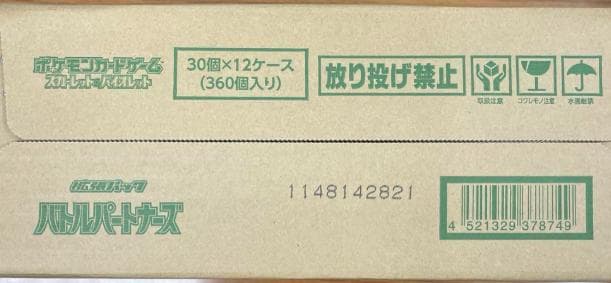 ポケモンカードゲーム
スカーレット&バイオレット
30個×12ケース
(360個入り)
放り投げ禁止
取扱注意
コワレモノ注意
水濡厳禁
拡張パック
バトルパートナーズ
1148142821
4 521329 378749